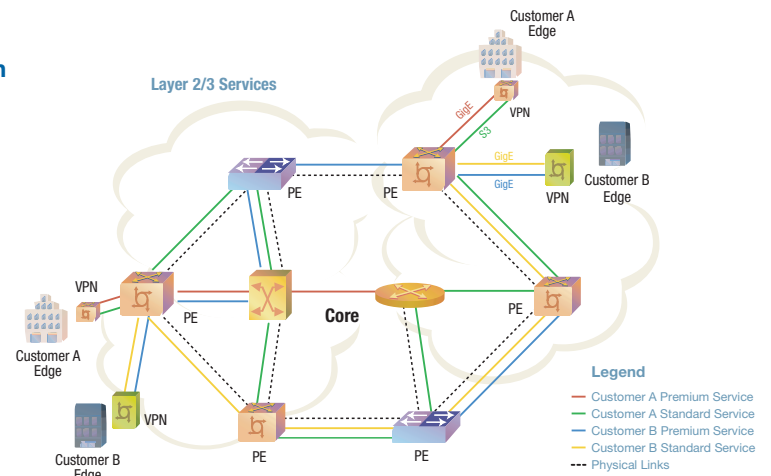 Customer A
Edge
n
Layer 2/3 Services
GigE
VPN
S3
GigE
GigE
PE
PE
VPN
Customer B
Edge
VPN
PE
Core
PE
Customer A
Edge
VPN
PE
PE
Customer B
Edge
Legend
Customer A Premium Service
Customer A Standard Service
Customer B Premium Service
Customer B Standard Service
Physical Links